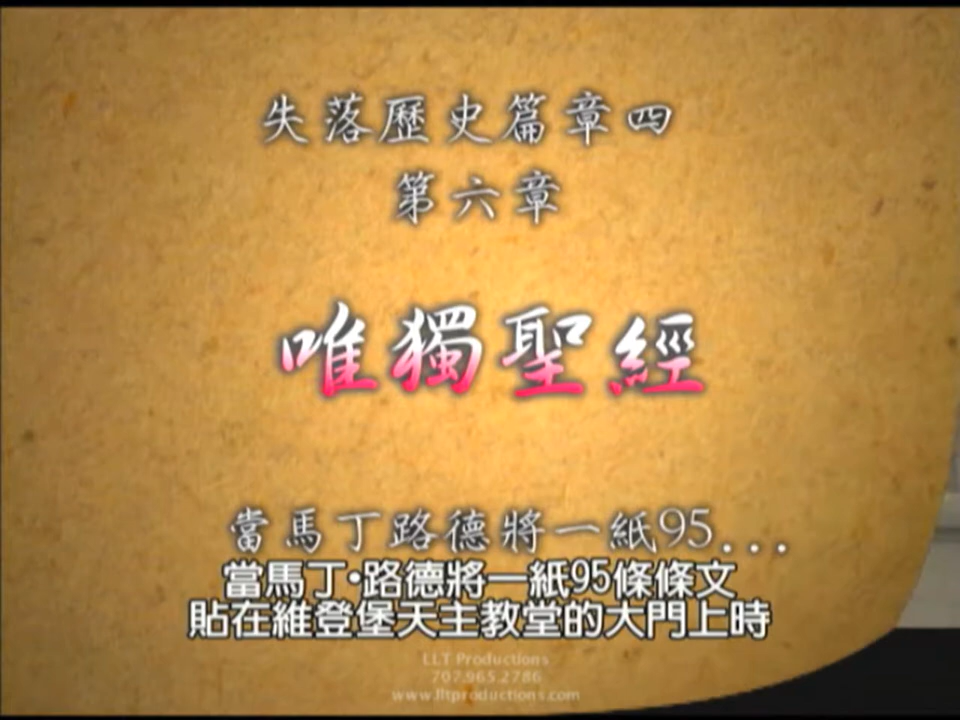 失落歷史篇章四
第六章
唯獨聖經
當馬丁路德將一紙95...
當馬丁•路德將一紙95條條文
貼在維登堡天主教堂的大門上時
LLT Productions
707.965.2786
www.lltproductions.com